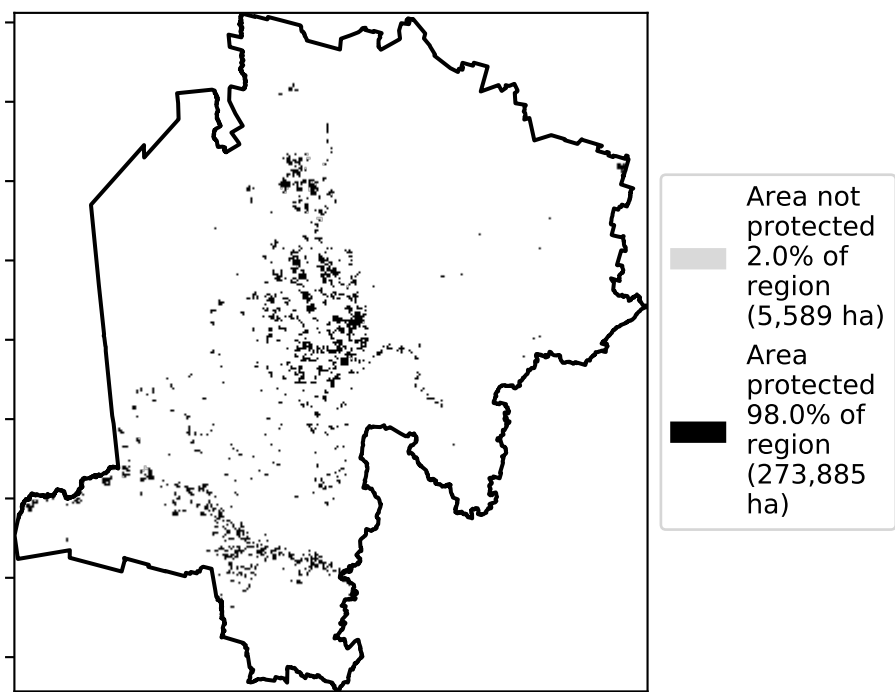 Area not
protected
2.0% of
region
(5,589 ha)
Area
protected
98.0% of
region
(273,885
ha)